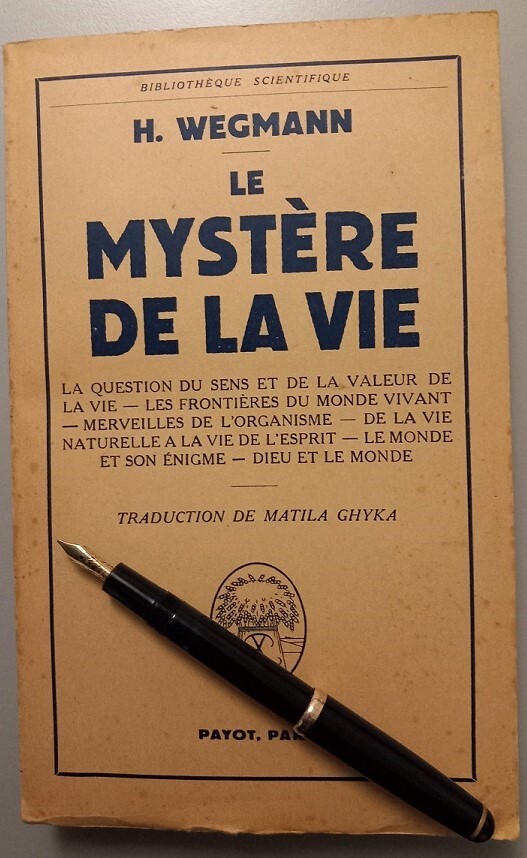 BIBLIOTHÈQUE SCIENTIFIQUE
H. WEGMANN
LE
MYSTÈRE
DE LA VIE
LA QUESTION DU SENS ET DE LA VALEUR DE
LA VIE — LES FRONTIÈRES DU MONDE VIVANT
— MERVEILLES DE L'ORGANISME — DE LA VIE
NATURELLE A LA VIE DE L'ESPRIT — LE MONDE
ET SON ÉNIGME — DIEU ET LE MONDE
TRADUCTION DE MATILA GHYKA
PAYOT,